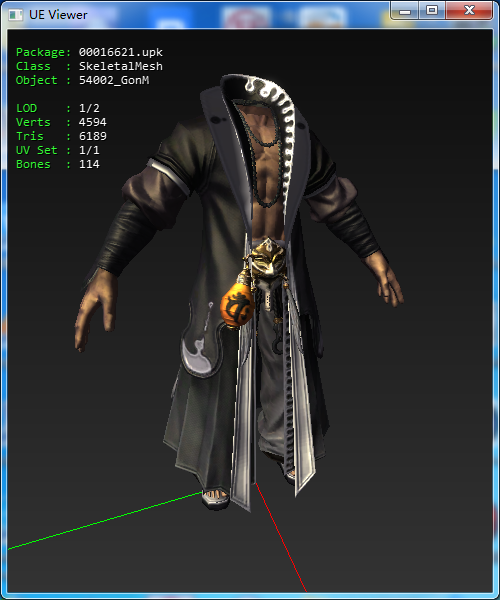 UE Viewer
Package: 00016621.upk
Class : SkeletalMesh
Object : 54002_GonM
LOD : 1/2
Verts : 4594
Tris : 6189
UV Set : 1/1
Bones : 114